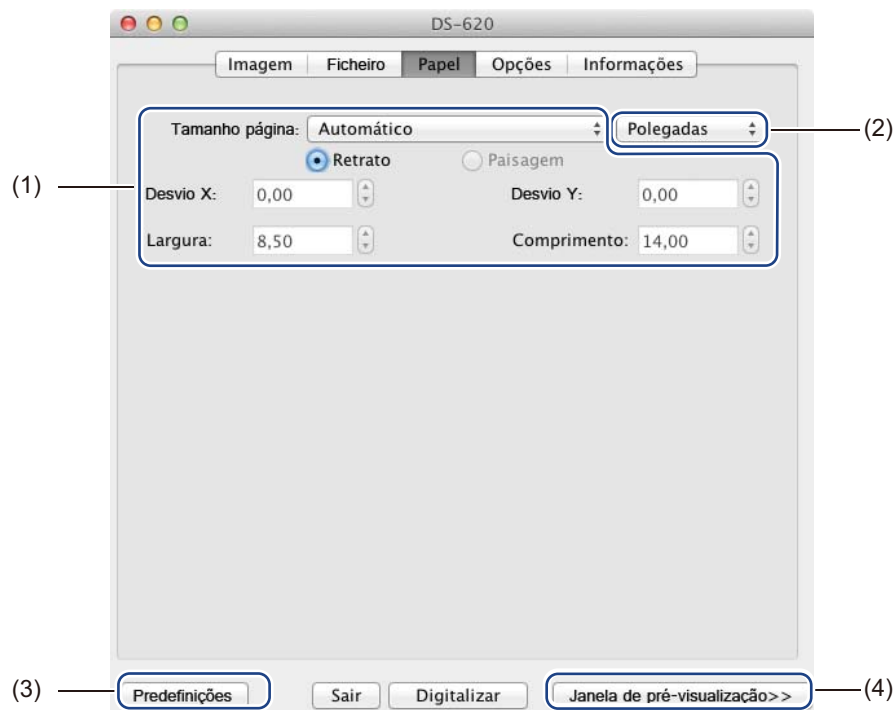 DS-620
Imagem Ficheiro Papel Opções Informações
Tamanho página: Automático Polegadas (2)
Retrato Paisagem
(1) Desvio X: 0,00 Desvio Y: 0,00
Largura: 8,50 Comprimento: 14,00
(3) Predefinições Sair Digitalizar Janela de pré-visualização>> (4)